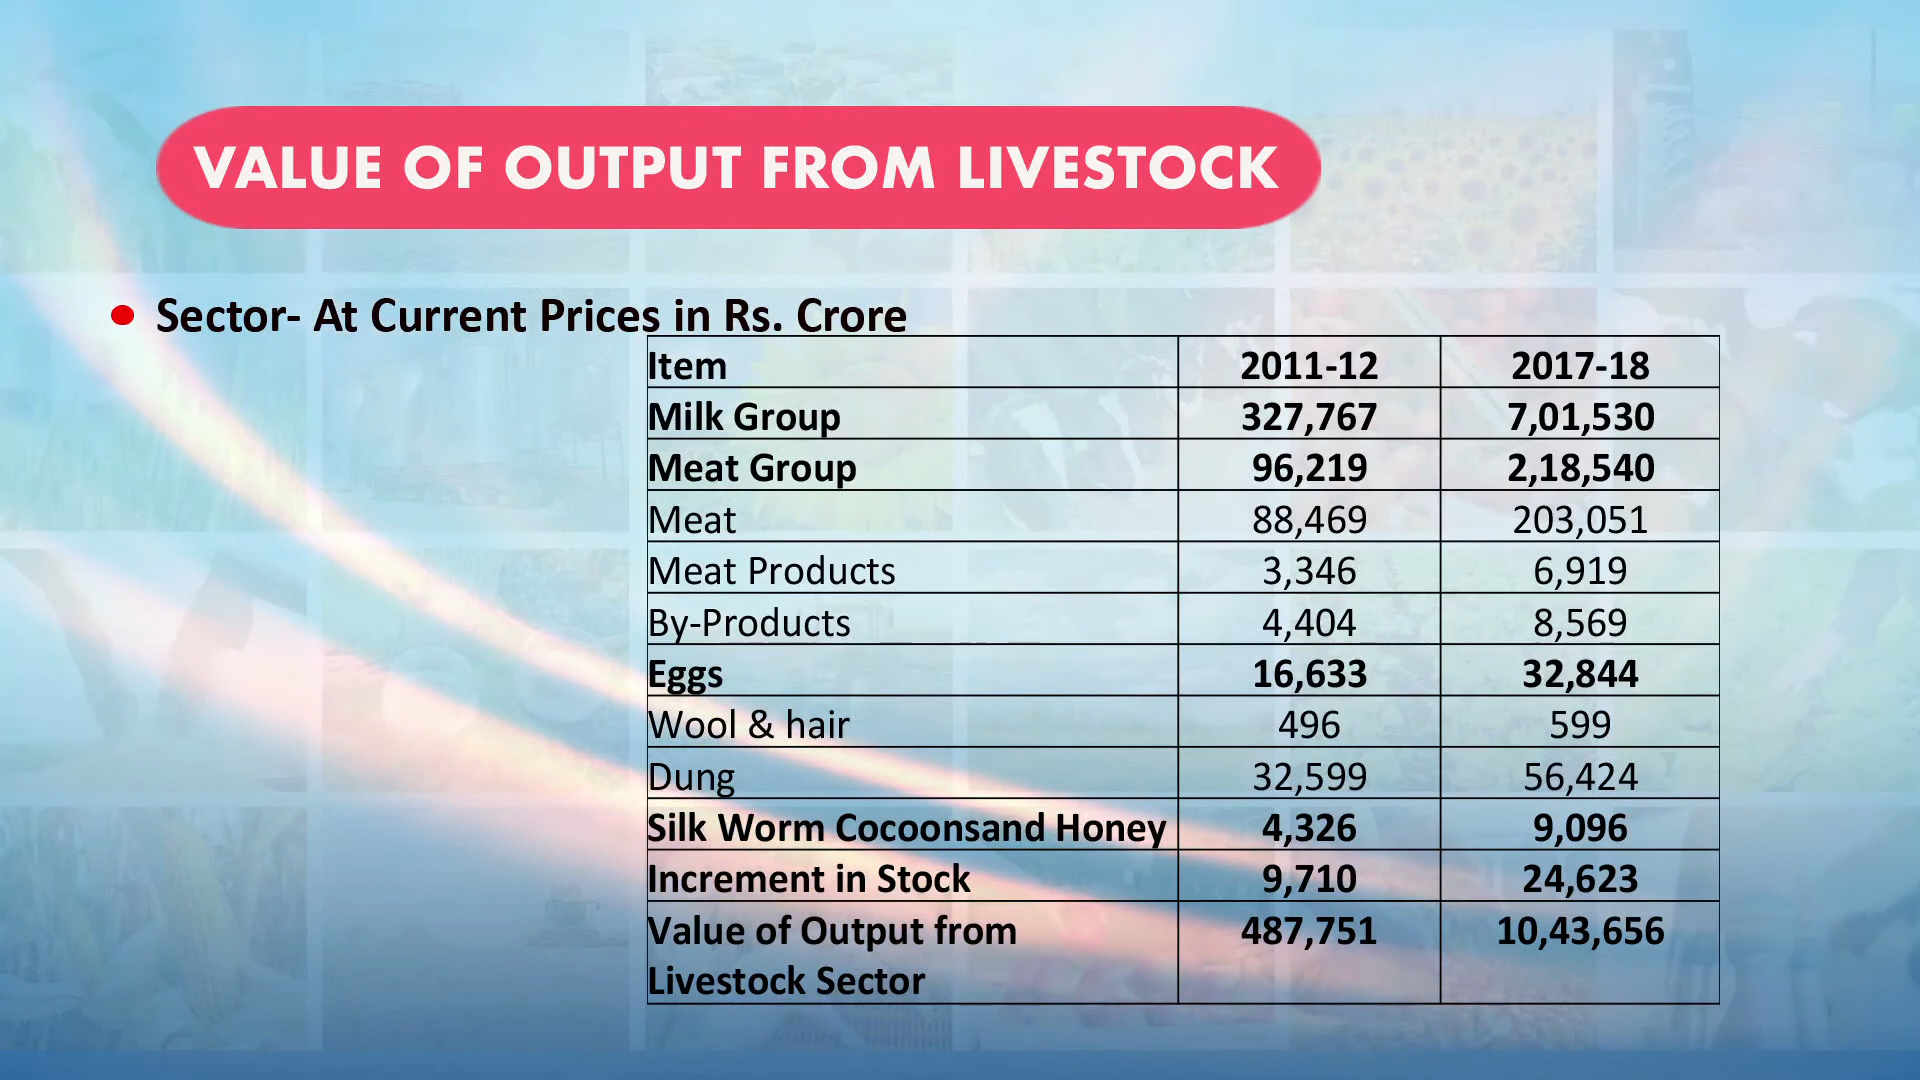 VALUE OF OUTPUT FROM LIVESTOCK
Sector- At Current Prices in Rs. Crore
Item 2011-12 2017-18
Milk Group 327,767 7,01,530
Meat Group 96,219 2,18,540
Meat 88,469 203,051
Meat Products 3,346 6,919
By-Products 4,404 8,569
Eggs 16,633 32,844
Wool & hair 496 599
Dung 32,599 56,424
Silk Worm Cocoonsand Honey 4,326 9,096
Increment in Stock 9,710 24,623
Value of Output from 487,751 10,43,656
Livestock Sector